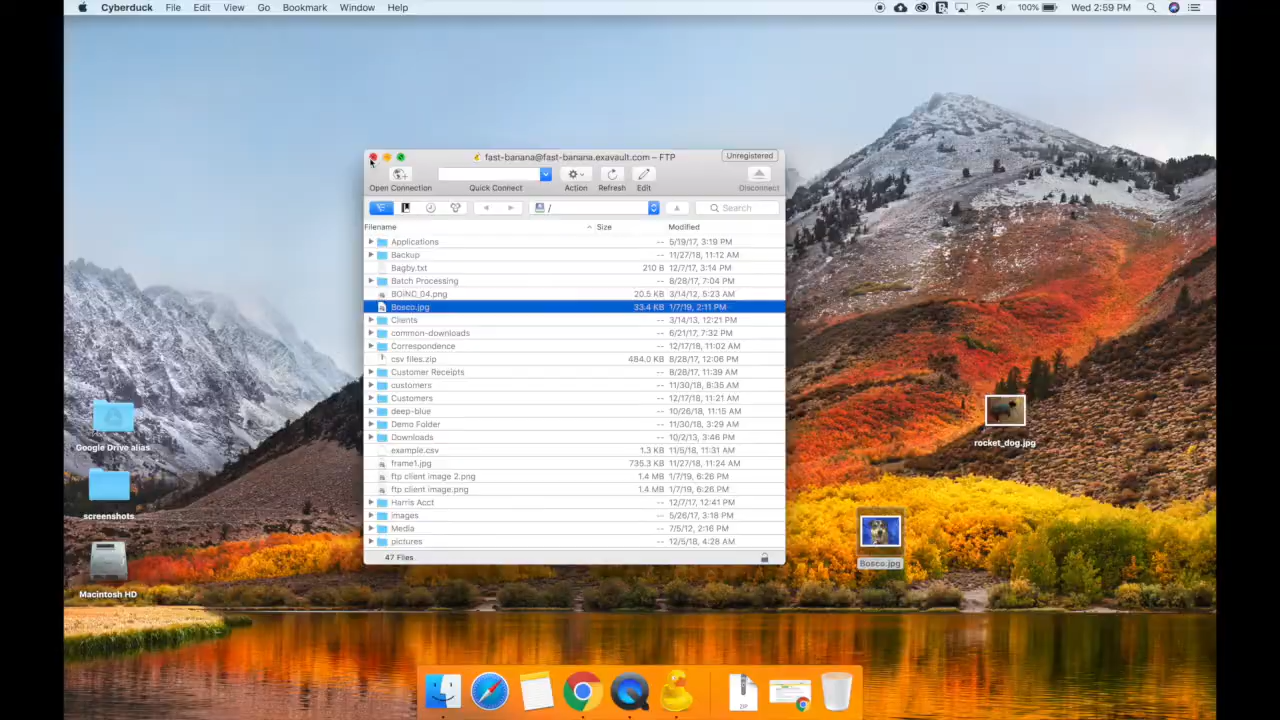 Cyberduck File Edit View Go Bookmark Window Help 100% Wed 2:59 PM
fast-banana@fast-banana.exavault.com – FTP Unregistered
Open Connection Quick Connect Action Refresh Edit Disconnect
/ Search
Filename Size Modified
Applications -- 5/19/17, 3:19 PM
Backup -- 11/27/18, 11:12 AM
Bagby.txt 210 B 12/7/17, 3:14 PM
Batch Processing -- 8/28/17, 7:04 PM
BOINC_04.png 20.5 KB 3/14/12, 5:23 AM
Bosco.jpg 33.4 KB 1/7/19, 2:11 PM
Clients -- 3/14/13, 12:21 PM
common-downloads -- 6/21/17, 7:32 PM
Correspondence -- 12/17/18, 11:02 AM
csv files.zip 484.0 KB 8/28/17, 12:06 PM
Customer Receipts -- 8/28/17, 11:39 AM
customers -- 11/30/18, 8:35 AM
Customers -- 12/17/18, 11:21 AM
deep-blue -- 10/26/18, 11:15 AM
Demo Folder -- 11/30/18, 3:29 AM
Downloads -- 10/2/13, 3:46 PM
example.csv 1.3 KB 11/5/18, 11:31 AM
frame1.jpg 735.3 KB 11/27/18, 11:24 AM
ftp client image 2.png 1.4 MB 1/7/19, 6:26 PM
ftp client image.png 1.4 MB 1/7/19, 6:26 PM
Harris Acct -- 12/7/17, 12:41 PM
images -- 5/26/17, 3:18 PM
Media -- 7/5/12, 2:16 PM
pictures -- 12/5/18, 4:28 AM
47 Files
Google Drive alias
screenshots
Macintosh HD
rocket_dog.jpg
Bosco.jpg
ZIP